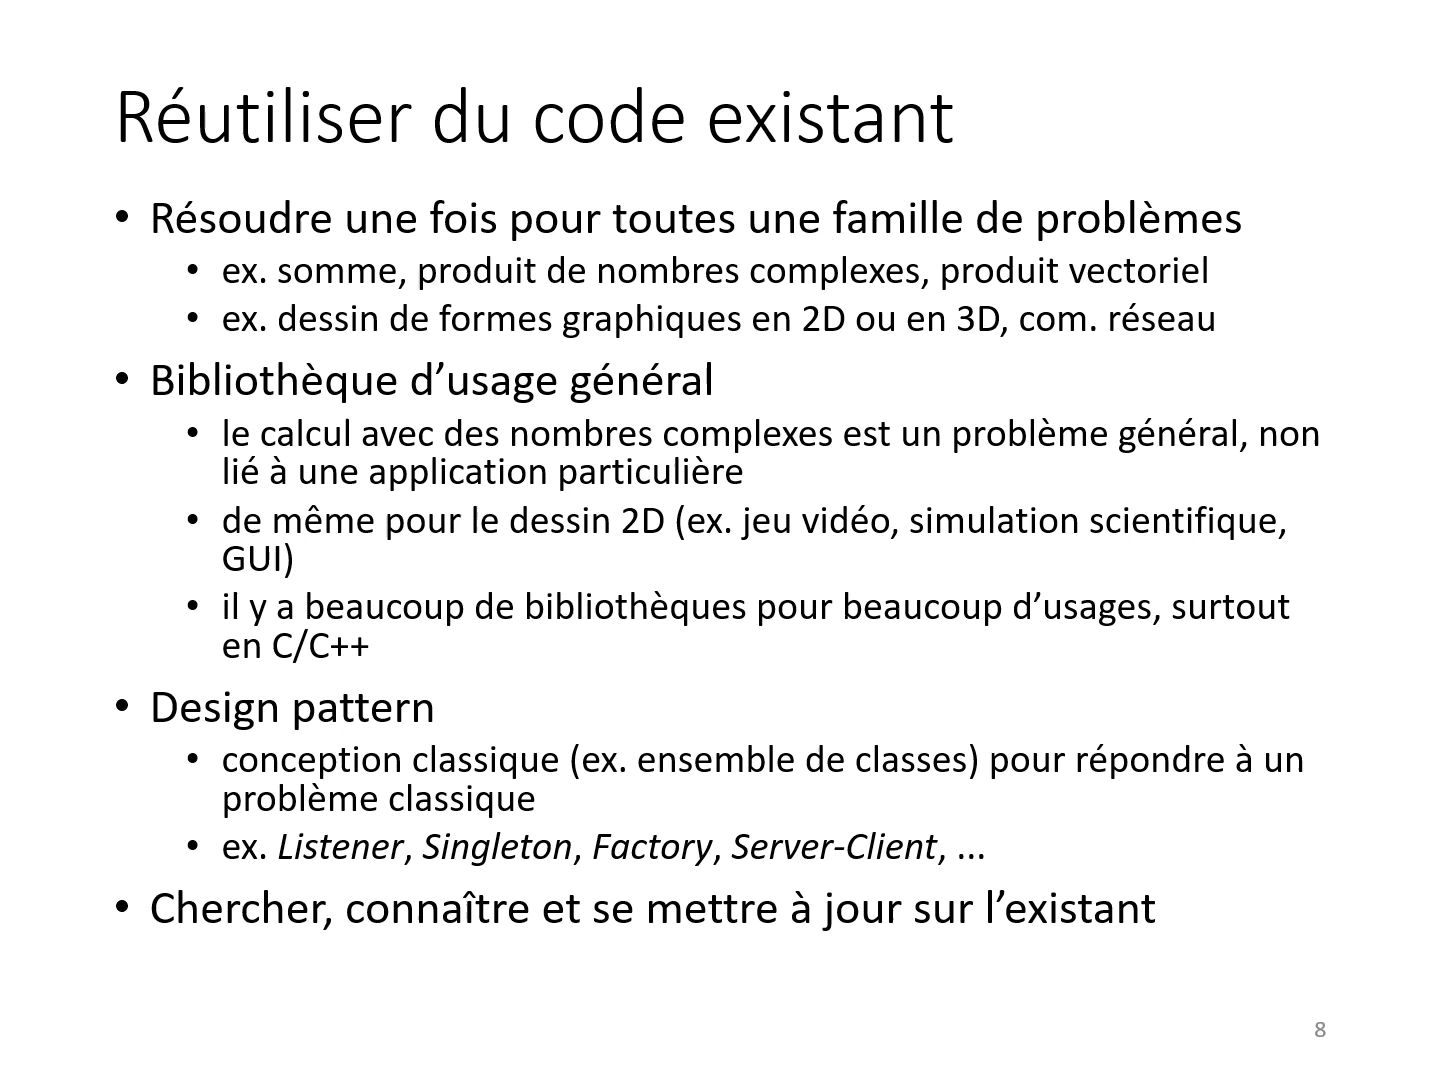 Réutiliser du code existant
• Résoudre une fois pour toutes une famille de problèmes
• ex. somme, produit de nombres complexes, produit vectoriel
• ex. dessin de formes graphiques en 2D ou en 3D, com. réseau
• Bibliothèque d’usage général
• le calcul avec des nombres complexes est un problème général, non
lié à une application particulière
• de même pour le dessin 2D (ex. jeu vidéo, simulation scientifique,
GUI)
• il y a beaucoup de bibliothèques pour beaucoup d’usages, surtout
en C/C++
• Design pattern
• conception classique (ex. ensemble de classes) pour répondre à un
problème classique
• ex. Listener, Singleton, Factory, Server-Client, ...
• Chercher, connaître et se mettre à jour sur l’existant
8